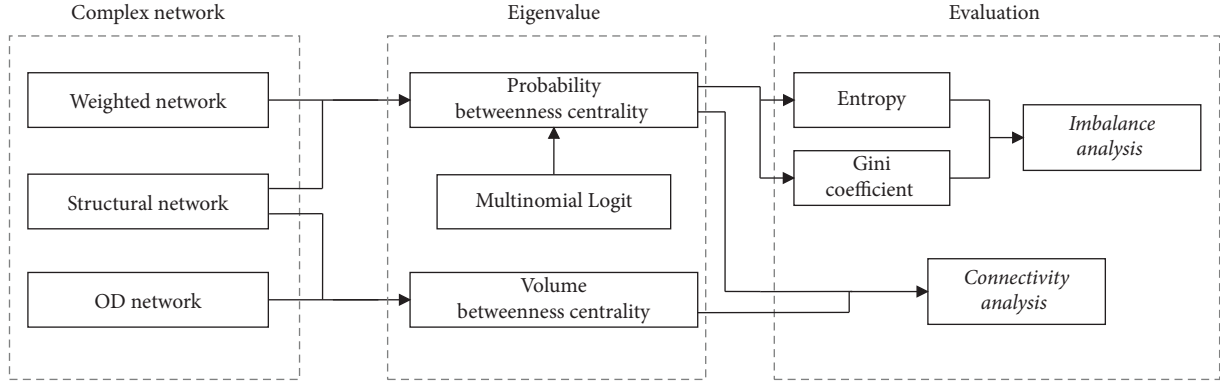 Complex network
Eigenvalue
Evaluation
Weighted network
Structural network
OD network
Probability
betweenness centrality
Multinomial Logit
Volume
betweenness centrality
Entropy
Gini
coefficient
Imbalance
analysis
Connectivity
analysis